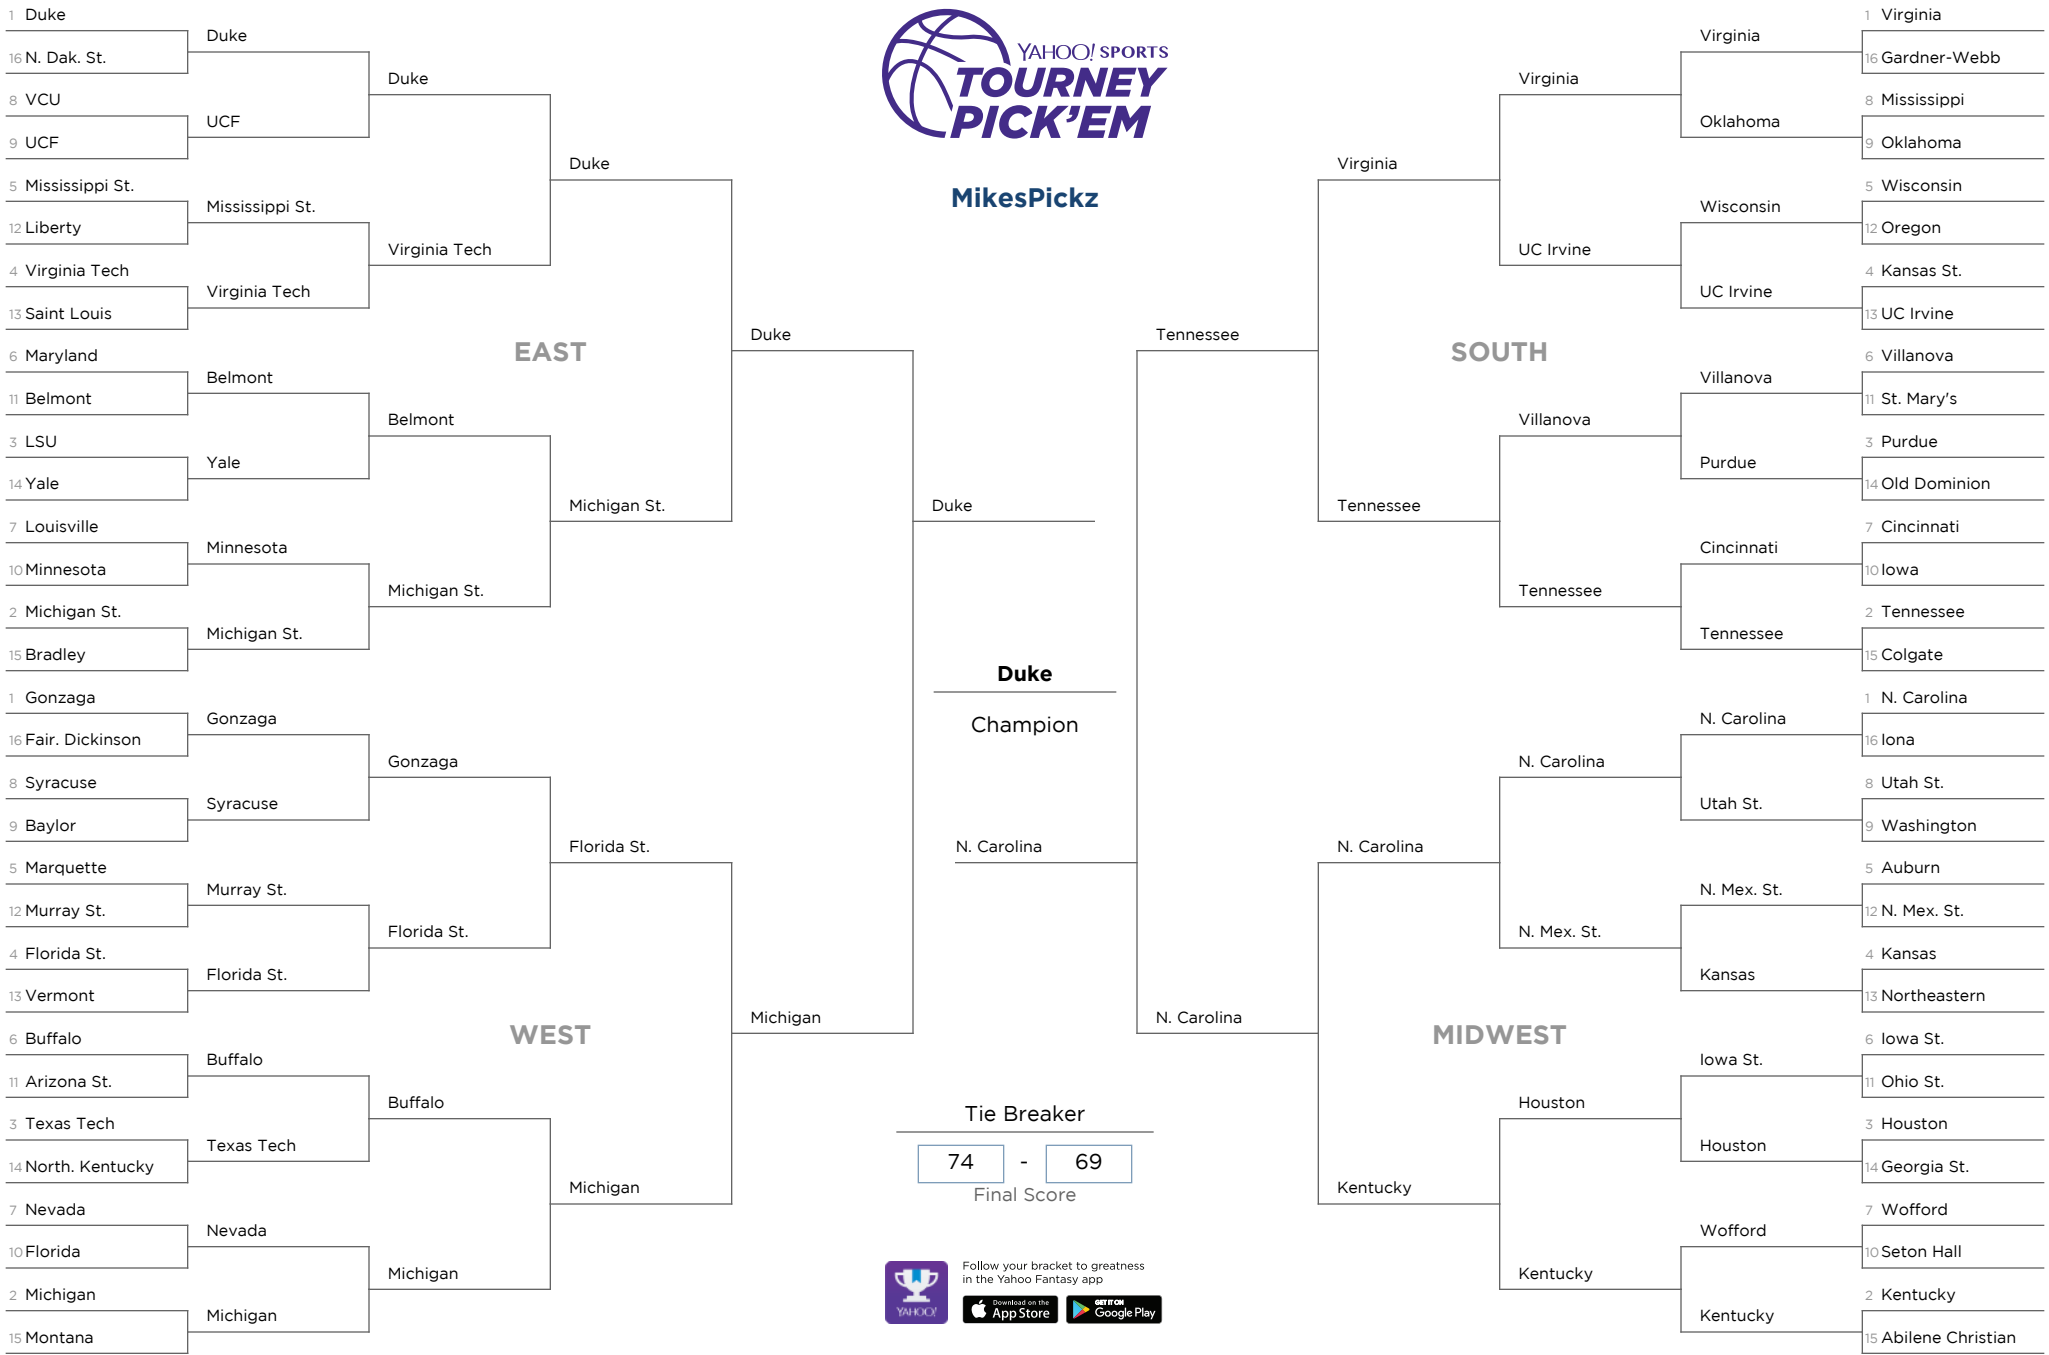 1 Duke
16 N. Dak. St.
8 VCU
9 UCF
5 Mississippi St.
12 Liberty
4 Virginia Tech
13 Saint Louis
6 Maryland
11 Belmont
3 LSU
14 Yale
7 Louisville
10 Minnesota
2 Michigan St.
15 Bradley
1 Gonzaga
16 Fair. Dickinson
8 Syracuse
9 Baylor
5 Marquette
12 Murray St.
4 Florida St.
13 Vermont
6 Buffalo
11 Arizona St.
3 Texas Tech
14 North. Kentucky
7 Nevada
10 Florida
2 Michigan
15 Montana
Duke
UCF
Mississippi St.
Virginia Tech
Belmont
Yale
Minnesota
Michigan St.
Gonzaga
Syracuse
Murray St.
Florida St.
Buffalo
Texas Tech
Nevada
Michigan
Duke
Virginia Tech
Belmont
Michigan St.
Gonzaga
Florida St.
Buffalo
Michigan
Duke
EAST
Michigan St.
Florida St.
WEST
Michigan
Duke
Michigan
YAHOO! SPORTS
TOURNEY
PICK'EM
MikesPickz
Duke
Duke
Champion
N. Carolina
Tie Breaker
74 - 69
Final Score
YAHOO!
Follow your bracket to greatness
in the Yahoo Fantasy app
Download on the
App Store
GET IT ON
Google Play
Tennessee
N. Carolina
Virginia
SOUTH
Tennessee
N. Carolina
MIDWEST
Kentucky
Virginia
UC Irvine
Villanova
Tennessee
N. Carolina
N. Mex. St.
Houston
Kentucky
Virginia
Oklahoma
Wisconsin
UC Irvine
Villanova
Purdue
Cincinnati
Tennessee
N. Carolina
Utah St.
N. Mex. St.
Kansas
Iowa St.
Houston
Wofford
Kentucky
1 Virginia
16 Gardner-Webb
8 Mississippi
9 Oklahoma
5 Wisconsin
12 Oregon
4 Kansas St.
13 UC Irvine
6 Villanova
11 St. Mary's
3 Purdue
14 Old Dominion
7 Cincinnati
10 Iowa
2 Tennessee
15 Colgate
1 N. Carolina
16 Iona
8 Utah St.
9 Washington
5 Auburn
12 N. Mex. St.
4 Kansas
13 Northeastern
6 Iowa St.
11 Ohio St.
3 Houston
14 Georgia St.
7 Wofford
10 Seton Hall
2 Kentucky
15 Abilene Christian